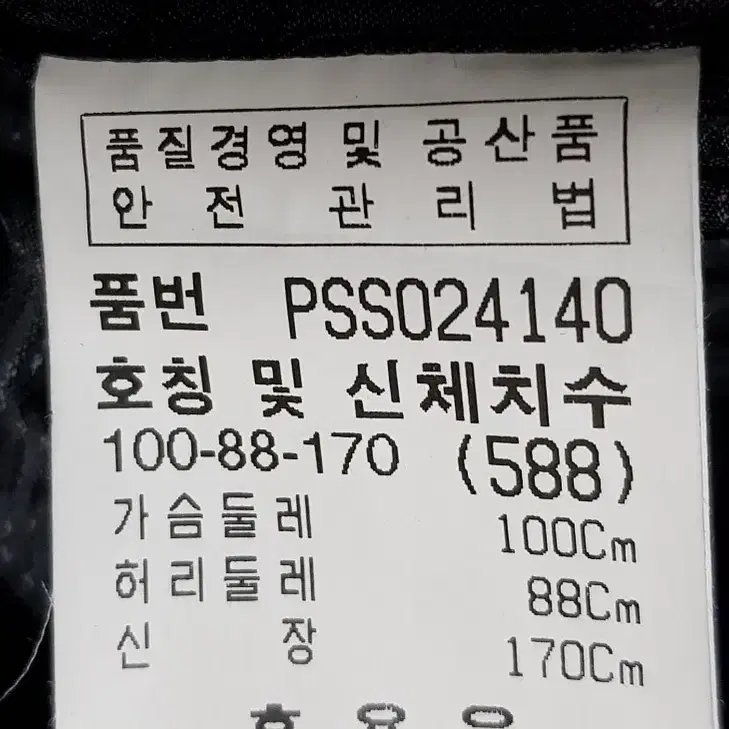 품질경영 및 공산품
안전관리법
품번 PSS024140
호칭 및 신체치수
100-88-170 (588)
가슴둘레 100Cm
허리둘레 88Cm
신장 170Cm